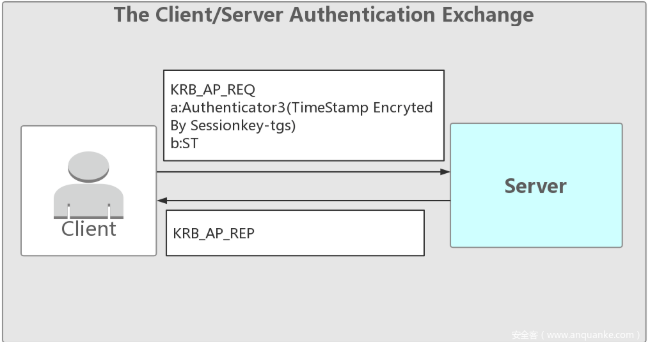 The Client/Server Authentication Exchange
KRB_AP_REQ
a:Authenticator3(TimeStamp Encryted
By Sessionkey-tgs)
b:ST
Client
Server
KRB_AP_REP
安全客（www.anquanke.com）